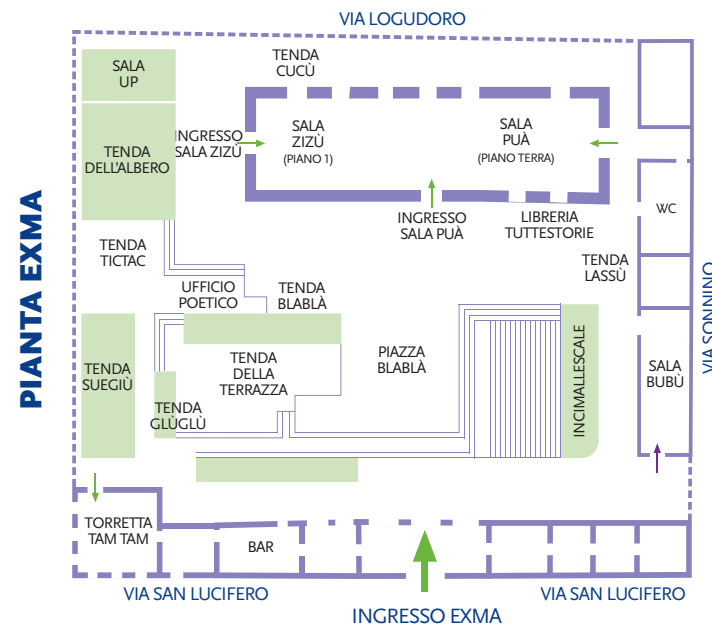 VIA LOGUDORO
PIANTA EXMA
SALA
UP
TENDA
CUCÙ
TENDA
DELL'ALBERO
INGRESSO
SALA ZIZÙ
SALA
ZIZÙ
(PIANO 1)
SALA
PUÀ
(PIANO TERRA)
WC
INGRESSO
SALA PUÀ
LIBRERIA
TUTTESTORIE
TENDA
TICTAC
TENDA
LASSÙ
UFFICIO
POETICO
TENDA
BLABLÀ
VIA SONNINO
TENDA
SUEGIÙ
TENDA
DELLA
TERRAZZA
PIAZZA
BLABLÀ
INCIMALLESCALE
SALA
BUBÙ
TENDA
GLÙGLÙ
TORRETTA
TAM TAM
BAR
VIA SAN LUCIFERO
VIA SAN LUCIFERO
INGRESSO EXMA